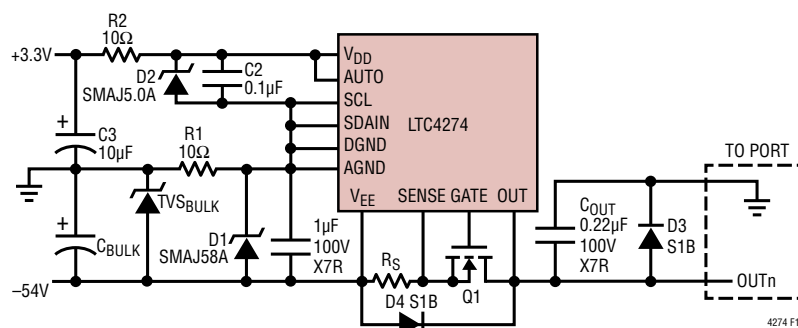 R2
10Ω
+3.3V
D2
SMAJ5.0A
C2
0.1µF
VDD
AUTO
SCL
SDAIN
DGND
AGND
LTC4274
VEE
SENSE
GATE
OUT
+
C3
10µF
R1
10Ω
TO PORT
+
CBULK
TVSBULK
D1
SMAJ58A
1µF
100V
X7R
COUT
0.22µF
100V
X7R
D3
S1B
RS
Q1
–54V
D4 S1B
OUTn